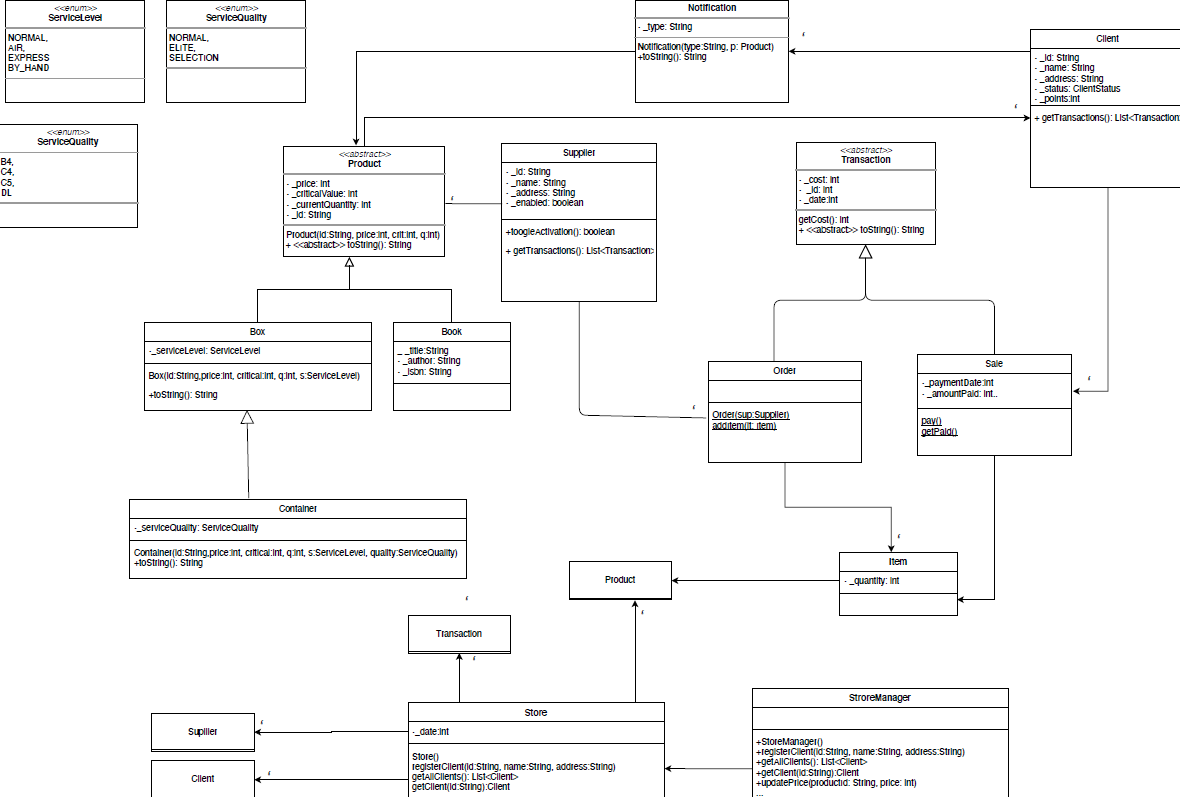 <<enum>>
ServiceLevel
NORMAL,
AIR,
EXPRESS
BY_HAND
<<enum>>
ServiceQuality
NORMAL,
ELITE,
SELECTION
<<enum>>
ServiceQuality
B4,
C4,
C5,
DL
Notification
- _type: String
Notification(type:String, p: Product)
+toString(): String
Client
- _id: String
- _name: String
- _address: String
- _status: ClientStatus
- _points:int
+ getTransactions(): List<Transaction
<<abstract>>
Product
- _price: int
- _criticalValue: int
- _currentQuantity: int
- _id: String
Product(id:String, price:int, crit:int, q:int)
+ <<abstract>> toString(): String
Supplier
- _id: String
- _name: String
- _address: String
- _enabled: boolean
+toogleActivation(): boolean
+ getTransactions(): List<Transaction>
<<abstract>>
Transaction
- _cost: int
- _id: int
- _date:int
getCost(): int
+ <<abstract>> toString(): String
Box
-_serviceLevel: ServiceLevel
Box(id:String,price:int, critical:int, q:int, s:ServiceLevel)
+toString(): String
Book
_ _title:String
- _author: String
- _isbn: String
Order
Order(sup:Supplier)
addItem(it: item)
Sale
-_paymentDate:int
- _amountPaid: int..
pay()
getPaid()
Container
-_serviceQuality: ServiceQuality
Container(id:String,price:int, critical:int, q:int, s:ServiceLevel, quality:ServiceQuality)
+toString(): String
Item
- _quantity: int
Product
Transaction
Supllier
Client
Store
-_date:int
Store()
registerClient(id:String, name:String, address:String)
getAllClients(): List<Client>
getClient(id:String):Client
StroreManager
+StoreManager()
+registerClient(id:String, name:String, address:String)
+getAllClients(): List<Client>
+getClient(id:String):Client
+updatePrice(productid: String, price: int)
...